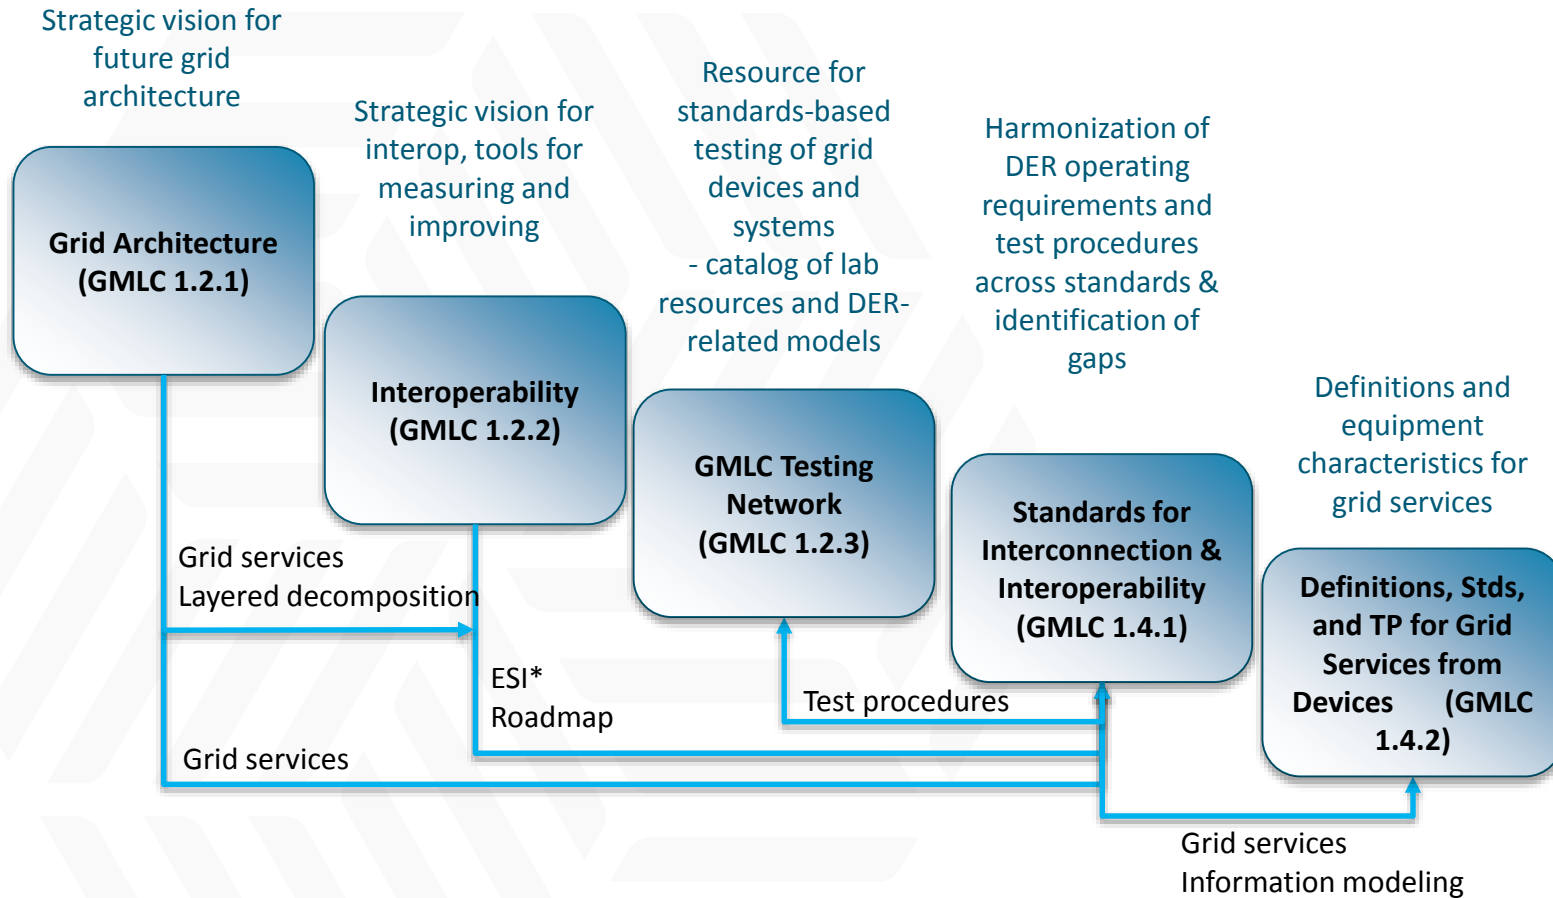 Strategic vision for
future grid
architecture
Grid Architecture
(GMLC 1.2.1)
Strategic vision for
interop, tools for
measuring and
improving
Interoperability
(GMLC 1.2.2)
Resource for
standards-based
testing of grid
devices and
systems
- catalog of lab
resources and DER-
related models
GMLC Testing
Network
(GMLC 1.2.3)
Harmonization of
DER operating
requirements and
test procedures
across standards &
identification of
gaps
Standards for
Interconnection &
Interoperability
(GMLC 1.4.1)
Definitions and
equipment
characteristics for
grid services
Definitions, Stds,
and TP for Grid
Services from
Devices (GMLC
1.4.2)
Grid services
Layered decomposition
ESI*
Roadmap
Test procedures
Grid services
Grid services
Information modeling